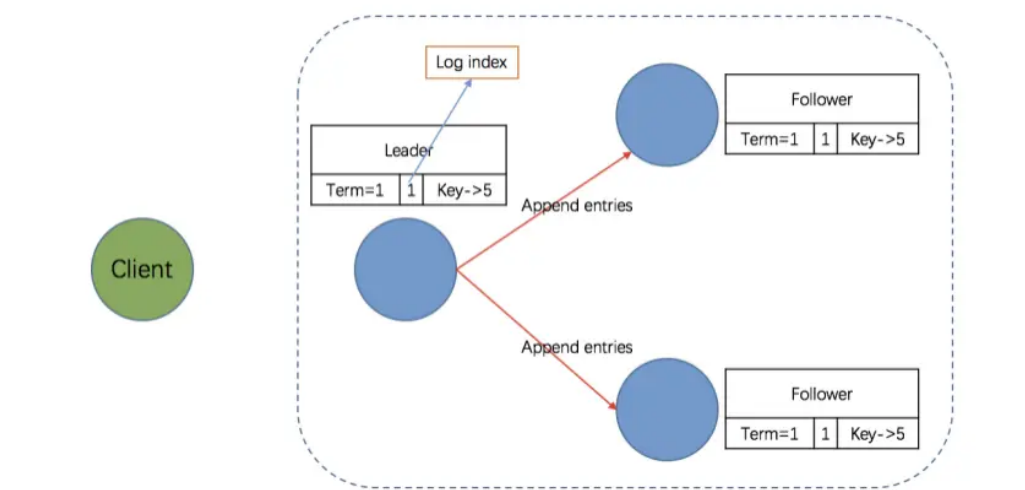 Log index
Leader
Term=1 1 Key->5
Client
Append entries
Append entries
Follower
Term=1 1 Key->5
Follower
Term=1 1 Key->5